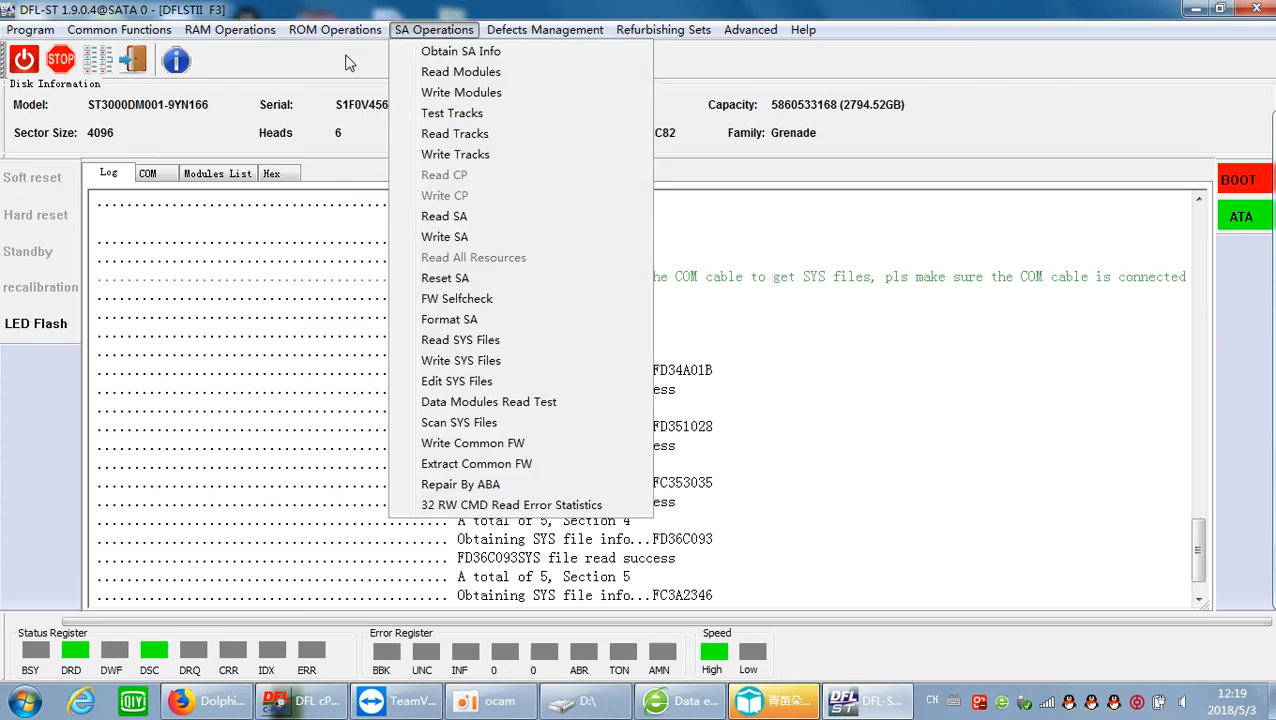 DFL-ST 1.9.0.4@SATA 0 - [DFLSTII F3]
Program Common Functions RAM Operations ROM Operations SA Operations Defects Management Refurbishing Sets Advanced Help
STOP
Disk Information
Model: ST3000DM001-9YN166 Serial: S1F0V456 Capacity: 5860533168 (2794.52GB)
Sector Size: 4096 Heads 6 CC82 Family: Grenade
Obtain SA Info
Read Modules
Write Modules
Test Tracks
Read Tracks
Write Tracks
Read CP
Write CP
Read SA
Write SA
Read All Resources
Reset SA
FW Selfcheck
Format SA
Read SYS Files
Write SYS Files
Edit SYS Files
Data Modules Read Test
Scan SYS Files
Write Common FW
Extract Common FW
Repair By ABA
32 RW CMD Read Error Statistics
Soft reset
Hard reset
Standby
recalibration
LED Flash
Log COM Modules List Hex
BOOT
ATA
the COM cable to get SYS files, pls make sure the COM cable is connected
FD34A01B
ess
FD351028
ess
FC353035
ess
A total of 5, Section 4
Obtaining SYS file info...FD36C093
FD36C093SYS file read success
A total of 5, Section 5
Obtaining SYS file info...FC3A2346
Status Register Error Register Speed
BSY DRD DWF DSC DRQ CRR IDX ERR BBK UNC INF 0 0 ABR TON AMN High Low
QIY Dolphi... DFL DFL cP... TeamV... ocam D:\ Data e... 青苗朵... DFL ST DFL-S... CH 12:19
2018/5/3